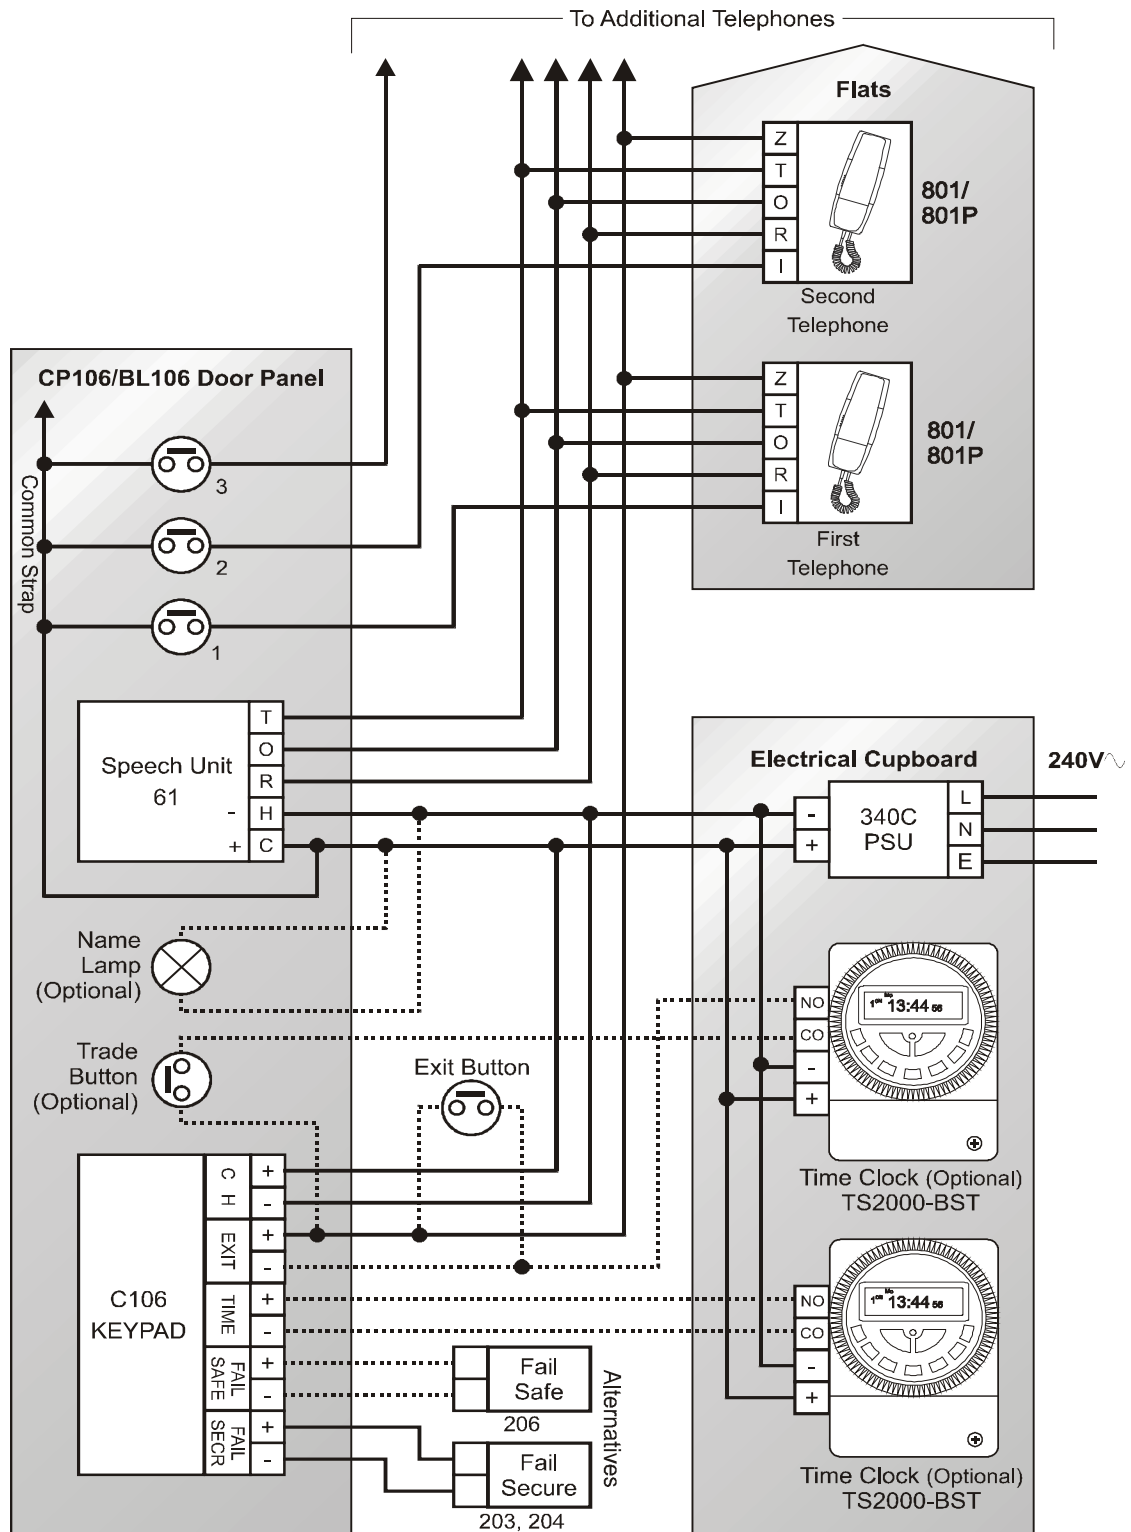 To Additional Telephones
Flats
Z
T
O
R
I
801/
801P
Second
Telephone
Z
T
O
R
I
801/
801P
First
Telephone
CP106/BL106 Door Panel
Common Strap
3
2
1
Speech Unit
61
T
O
R
- H
+ C
Electrical Cupboard
240V
-
+
340C
PSU
L
N
E
Name
Lamp
(Optional)
Trade
Button
(Optional)
Exit Button
NO
CO
-
+
13:44 56
Time Clock (Optional)
TS2000-BST
NO
CO
-
+
13:44 56
Time Clock (Optional)
TS2000-BST
C106
KEYPAD
C +
H -
EXIT
+
-
TIME
+
-
FAIL
SAFE
+
-
FAIL
SECR
+
-
Fail
Safe
206
Fail
Secure
203, 204
Alternatives